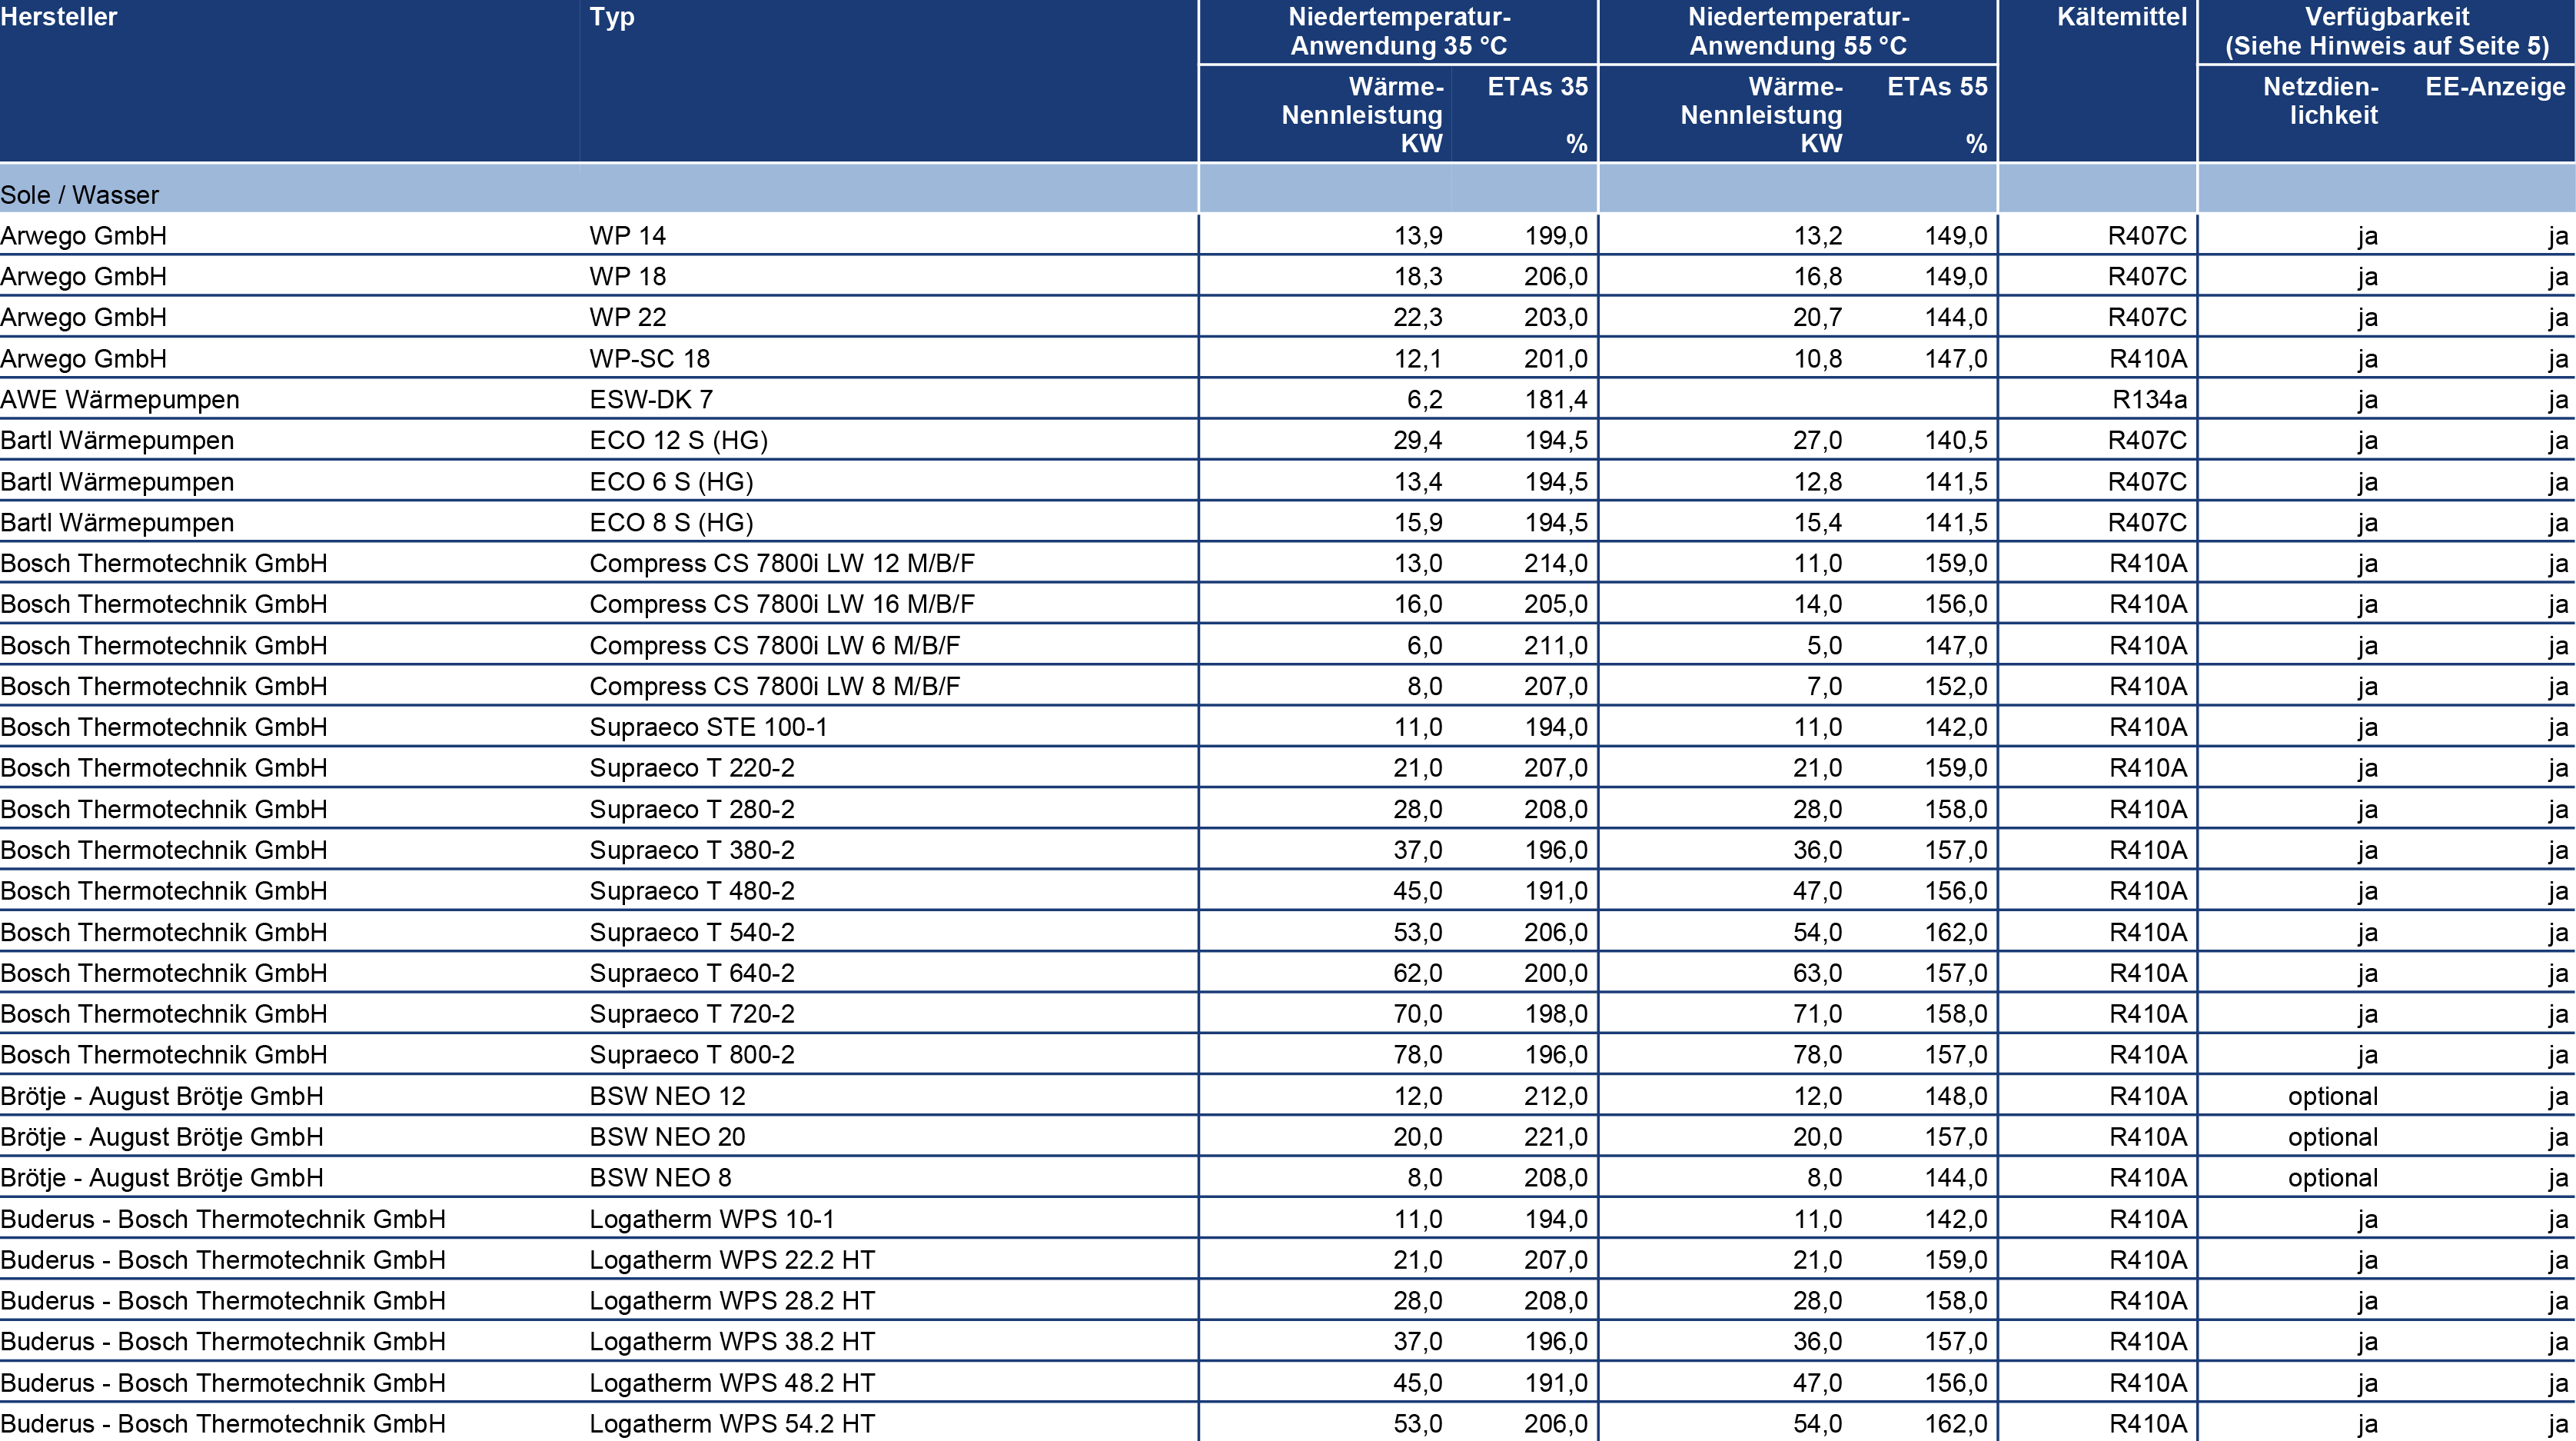 Hersteller Typ Niedertemperatur-Anwendung 35 °C Niedertemperatur-Anwendung 55 °C Kältemittel Verfügbarkeit (Siehe Hinweis auf Seite 5)
Wärme-Nennleistung KW ETAs 35 % Wärme-Nennleistung KW ETAs 55 % Netzdien-lichkeit EE-Anzeige
Sole / Wasser
Arwego GmbH WP 14 13,9 199,0 13,2 149,0 R407C ja ja
Arwego GmbH WP 18 18,3 206,0 16,8 149,0 R407C ja ja
Arwego GmbH WP 22 22,3 203,0 20,7 144,0 R407C ja ja
Arwego GmbH WP-SC 18 12,1 201,0 10,8 147,0 R410A ja ja
AWE Wärmepumpen ESW-DK 7 6,2 181,4 R134a ja ja
Bartl Wärmepumpen ECO 12 S (HG) 29,4 194,5 27,0 140,5 R407C ja ja
Bartl Wärmepumpen ECO 6 S (HG) 13,4 194,5 12,8 141,5 R407C ja ja
Bartl Wärmepumpen ECO 8 S (HG) 15,9 194,5 15,4 141,5 R407C ja ja
Bosch Thermotechnik GmbH Compress CS 7800i LW 12 M/B/F 13,0 214,0 11,0 159,0 R410A ja ja
Bosch Thermotechnik GmbH Compress CS 7800i LW 16 M/B/F 16,0 205,0 14,0 156,0 R410A ja ja
Bosch Thermotechnik GmbH Compress CS 7800i LW 6 M/B/F 6,0 211,0 5,0 147,0 R410A ja ja
Bosch Thermotechnik GmbH Compress CS 7800i LW 8 M/B/F 8,0 207,0 7,0 152,0 R410A ja ja
Bosch Thermotechnik GmbH Supraeco STE 100-1 11,0 194,0 11,0 142,0 R410A ja ja
Bosch Thermotechnik GmbH Supraeco T 220-2 21,0 207,0 21,0 159,0 R410A ja ja
Bosch Thermotechnik GmbH Supraeco T 280-2 28,0 208,0 28,0 158,0 R410A ja ja
Bosch Thermotechnik GmbH Supraeco T 380-2 37,0 196,0 36,0 157,0 R410A ja ja
Bosch Thermotechnik GmbH Supraeco T 480-2 45,0 191,0 47,0 156,0 R410A ja ja
Bosch Thermotechnik GmbH Supraeco T 540-2 53,0 206,0 54,0 162,0 R410A ja ja
Bosch Thermotechnik GmbH Supraeco T 640-2 62,0 200,0 63,0 157,0 R410A ja ja
Bosch Thermotechnik GmbH Supraeco T 720-2 70,0 198,0 71,0 158,0 R410A ja ja
Bosch Thermotechnik GmbH Supraeco T 800-2 78,0 196,0 78,0 157,0 R410A ja ja
Brötje - August Brötje GmbH BSW NEO 12 12,0 212,0 12,0 148,0 R410A optional ja
Brötje - August Brötje GmbH BSW NEO 20 20,0 221,0 20,0 157,0 R410A optional ja
Brötje - August Brötje GmbH BSW NEO 8 8,0 208,0 8,0 144,0 R410A optional ja
Buderus - Bosch Thermotechnik GmbH Logatherm WPS 10-1 11,0 194,0 11,0 142,0 R410A ja ja
Buderus - Bosch Thermotechnik GmbH Logatherm WPS 22.2 HT 21,0 207,0 21,0 159,0 R410A ja ja
Buderus - Bosch Thermotechnik GmbH Logatherm WPS 28.2 HT 28,0 208,0 28,0 158,0 R410A ja ja
Buderus - Bosch Thermotechnik GmbH Logatherm WPS 38.2 HT 37,0 196,0 36,0 157,0 R410A ja ja
Buderus - Bosch Thermotechnik GmbH Logatherm WPS 48.2 HT 45,0 191,0 47,0 156,0 R410A ja ja
Buderus - Bosch Thermotechnik GmbH Logatherm WPS 54.2 HT 53,0 206,0 54,0 162,0 R410A ja ja